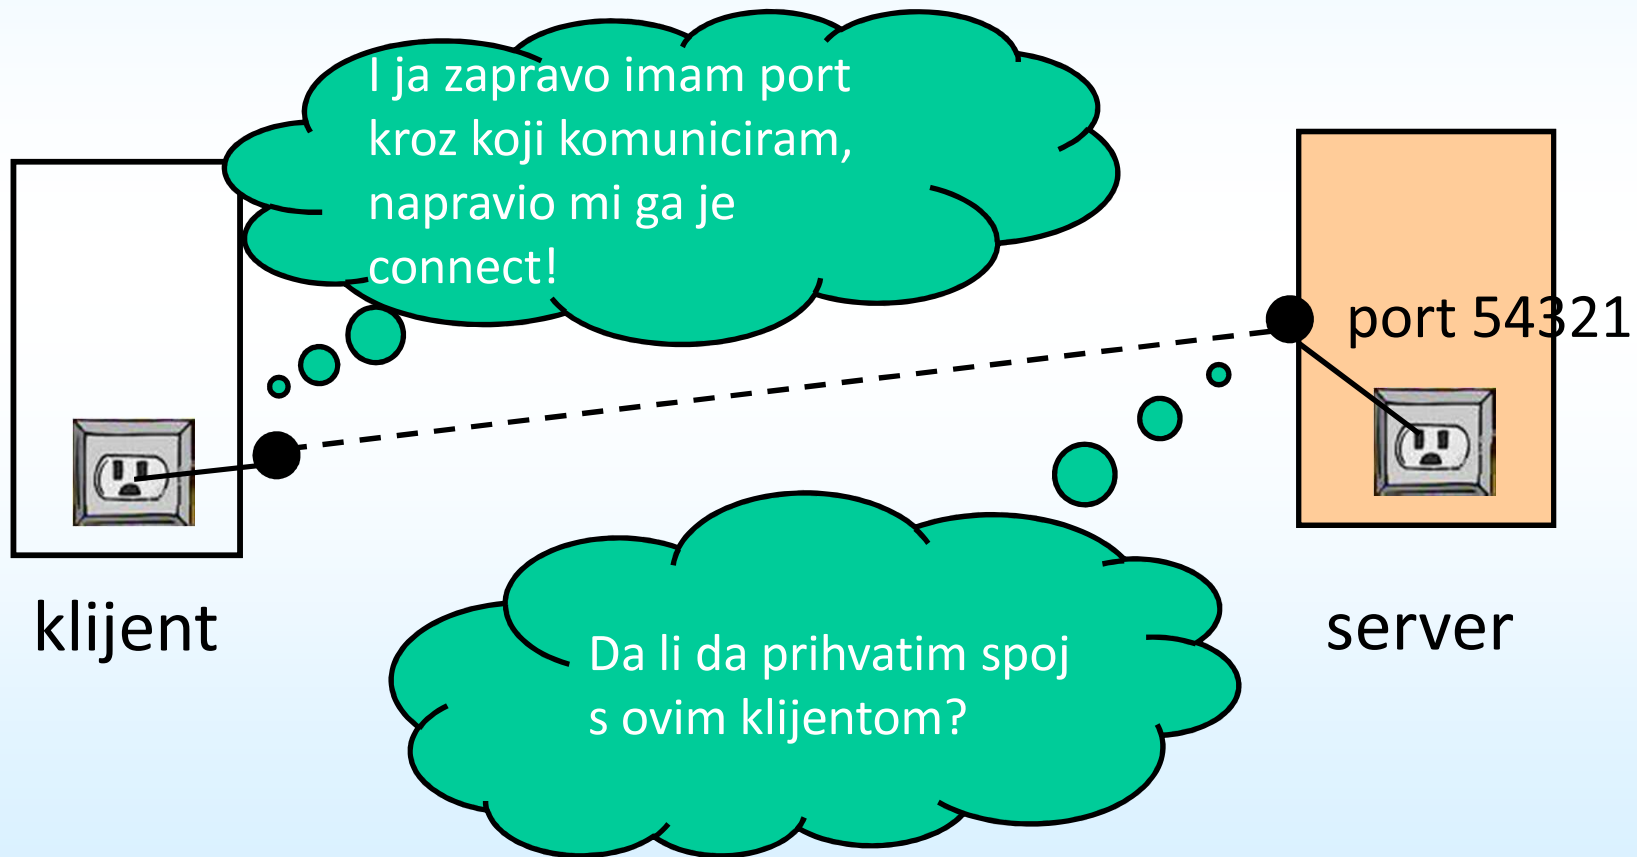 I ja zapravo imam port
kroz koji komuniciram,
napravio mi ga je
connect!
port 54321
klijent
server
Da li da prihvatim spoj
s ovim klijentom?